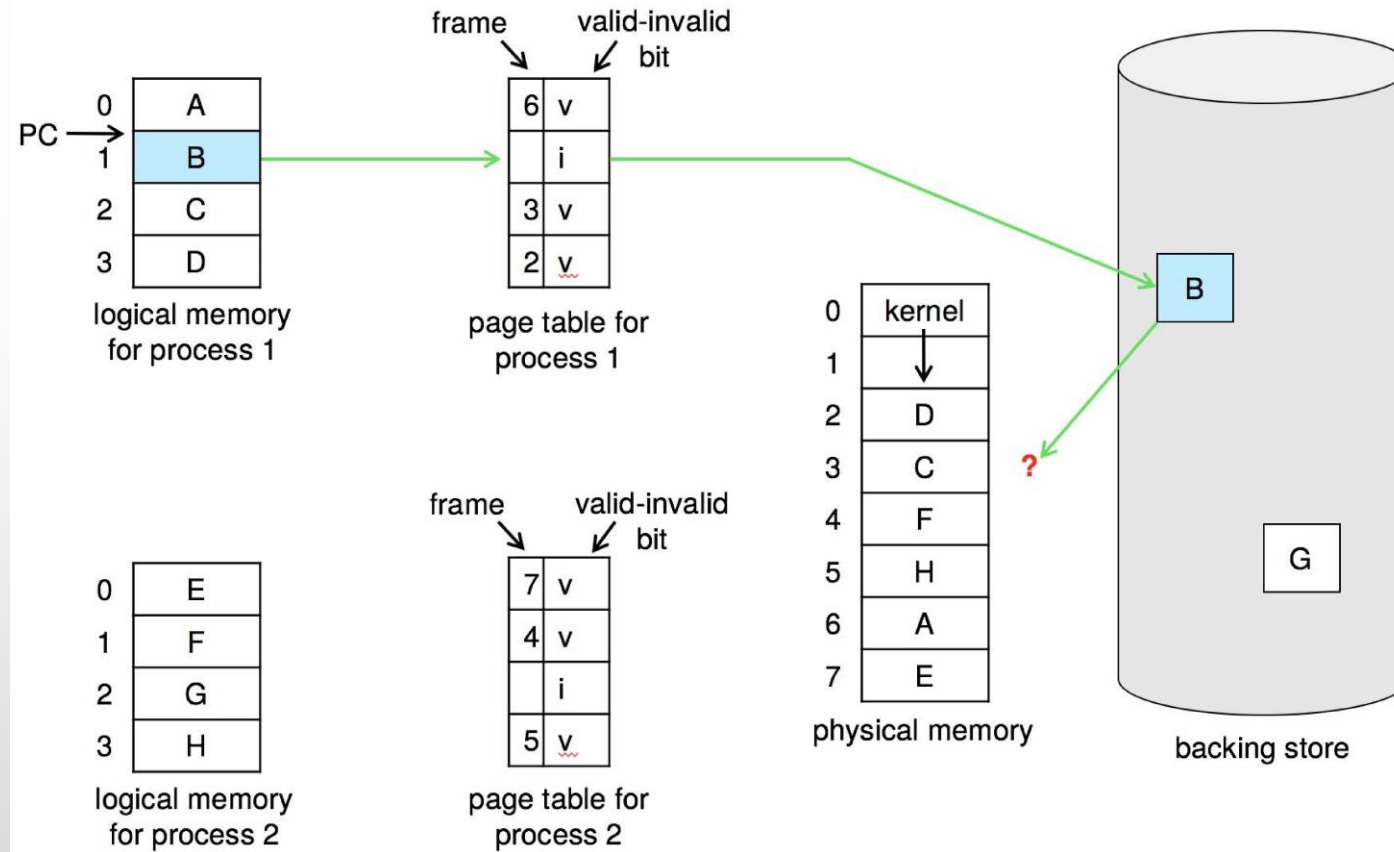 frame
valid-invalid
bit
0 A 6 v
PC
1 B i
2 C 3 v
3 D 2 v
logical memory
for process 1
page table for
process 1
B
0 kernel
1
2 D
3 C ?
4 F
5 H
6 A
7 E
physical memory
G
backing store
frame
valid-invalid
bit
0 E 7 v
1 F 4 v
2 G i
3 H 5 v
logical memory
for process 2
page table for
process 2